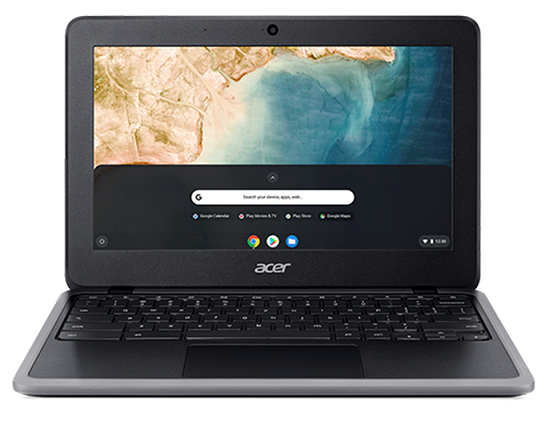 G Search your device, apps, web...
Google Calendar Play Movies & TV Play Store Google Maps
12:30
acer